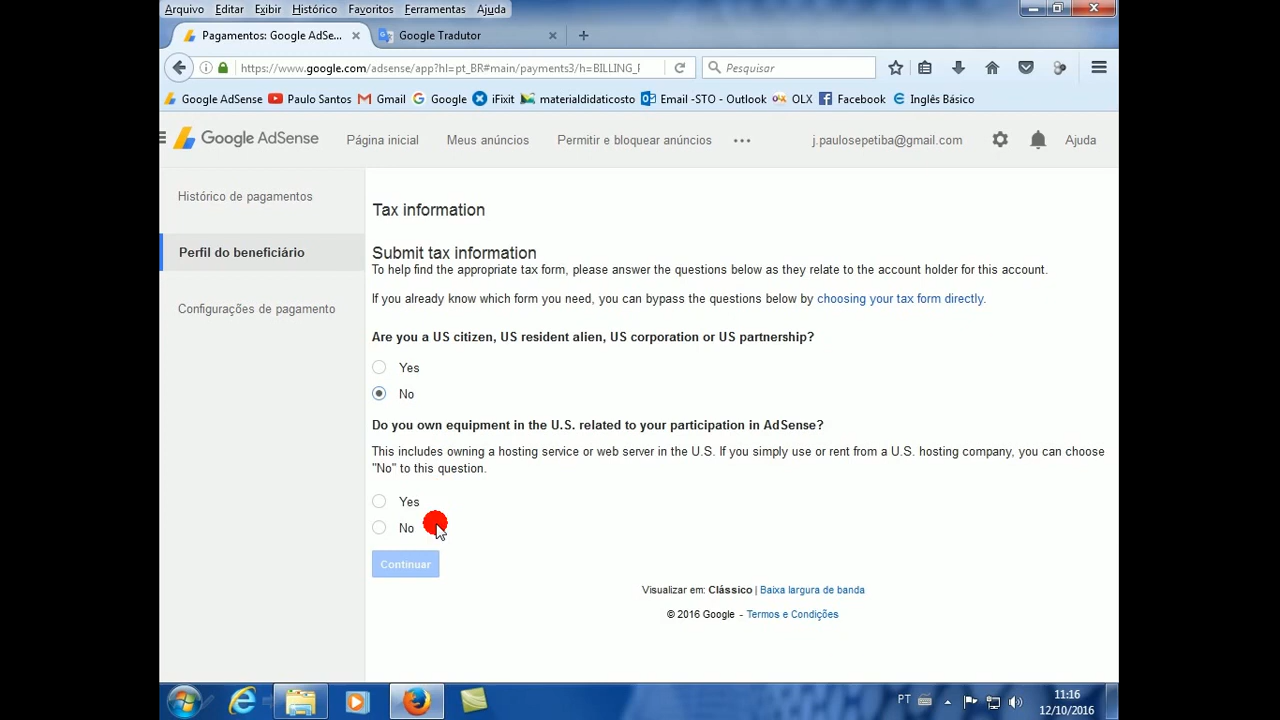 Arquivo Editar Exibir Histórico Favoritos Ferramentas Ajuda
Pagamentos: Google AdSe... Google Tradutor
https://www.google.com/adsense/app?hl=pt_BR#main/payments3/h=BILLING_ Pesquisar
Google AdSense Paulo Santos Gmail Google iFixit materialdidaticosto Email -STO - Outlook OLX Facebook Inglês Básico
Google AdSense Página inicial Meus anúncios Permitir e bloquear anúncios ••• j.paulosepetiba@gmail.com Ajuda
Histórico de pagamentos
Perfil do beneficiário
Configurações de pagamento
Tax information
Submit tax information
To help find the appropriate tax form, please answer the questions below as they relate to the account holder for this account.
If you already know which form you need, you can bypass the questions below by choosing your tax form directly.
Are you a US citizen, US resident alien, US corporation or US partnership?
Yes
No
Do you own equipment in the U.S. related to your participation in AdSense?
This includes owning a hosting service or web server in the U.S. If you simply use or rent from a U.S. hosting company, you can choose
"No" to this question.
Yes
No
Continuar
Visualizar em: Clássico | Baixa largura de banda
© 2016 Google - Termos e Condições
PT 11:16
12/10/2016